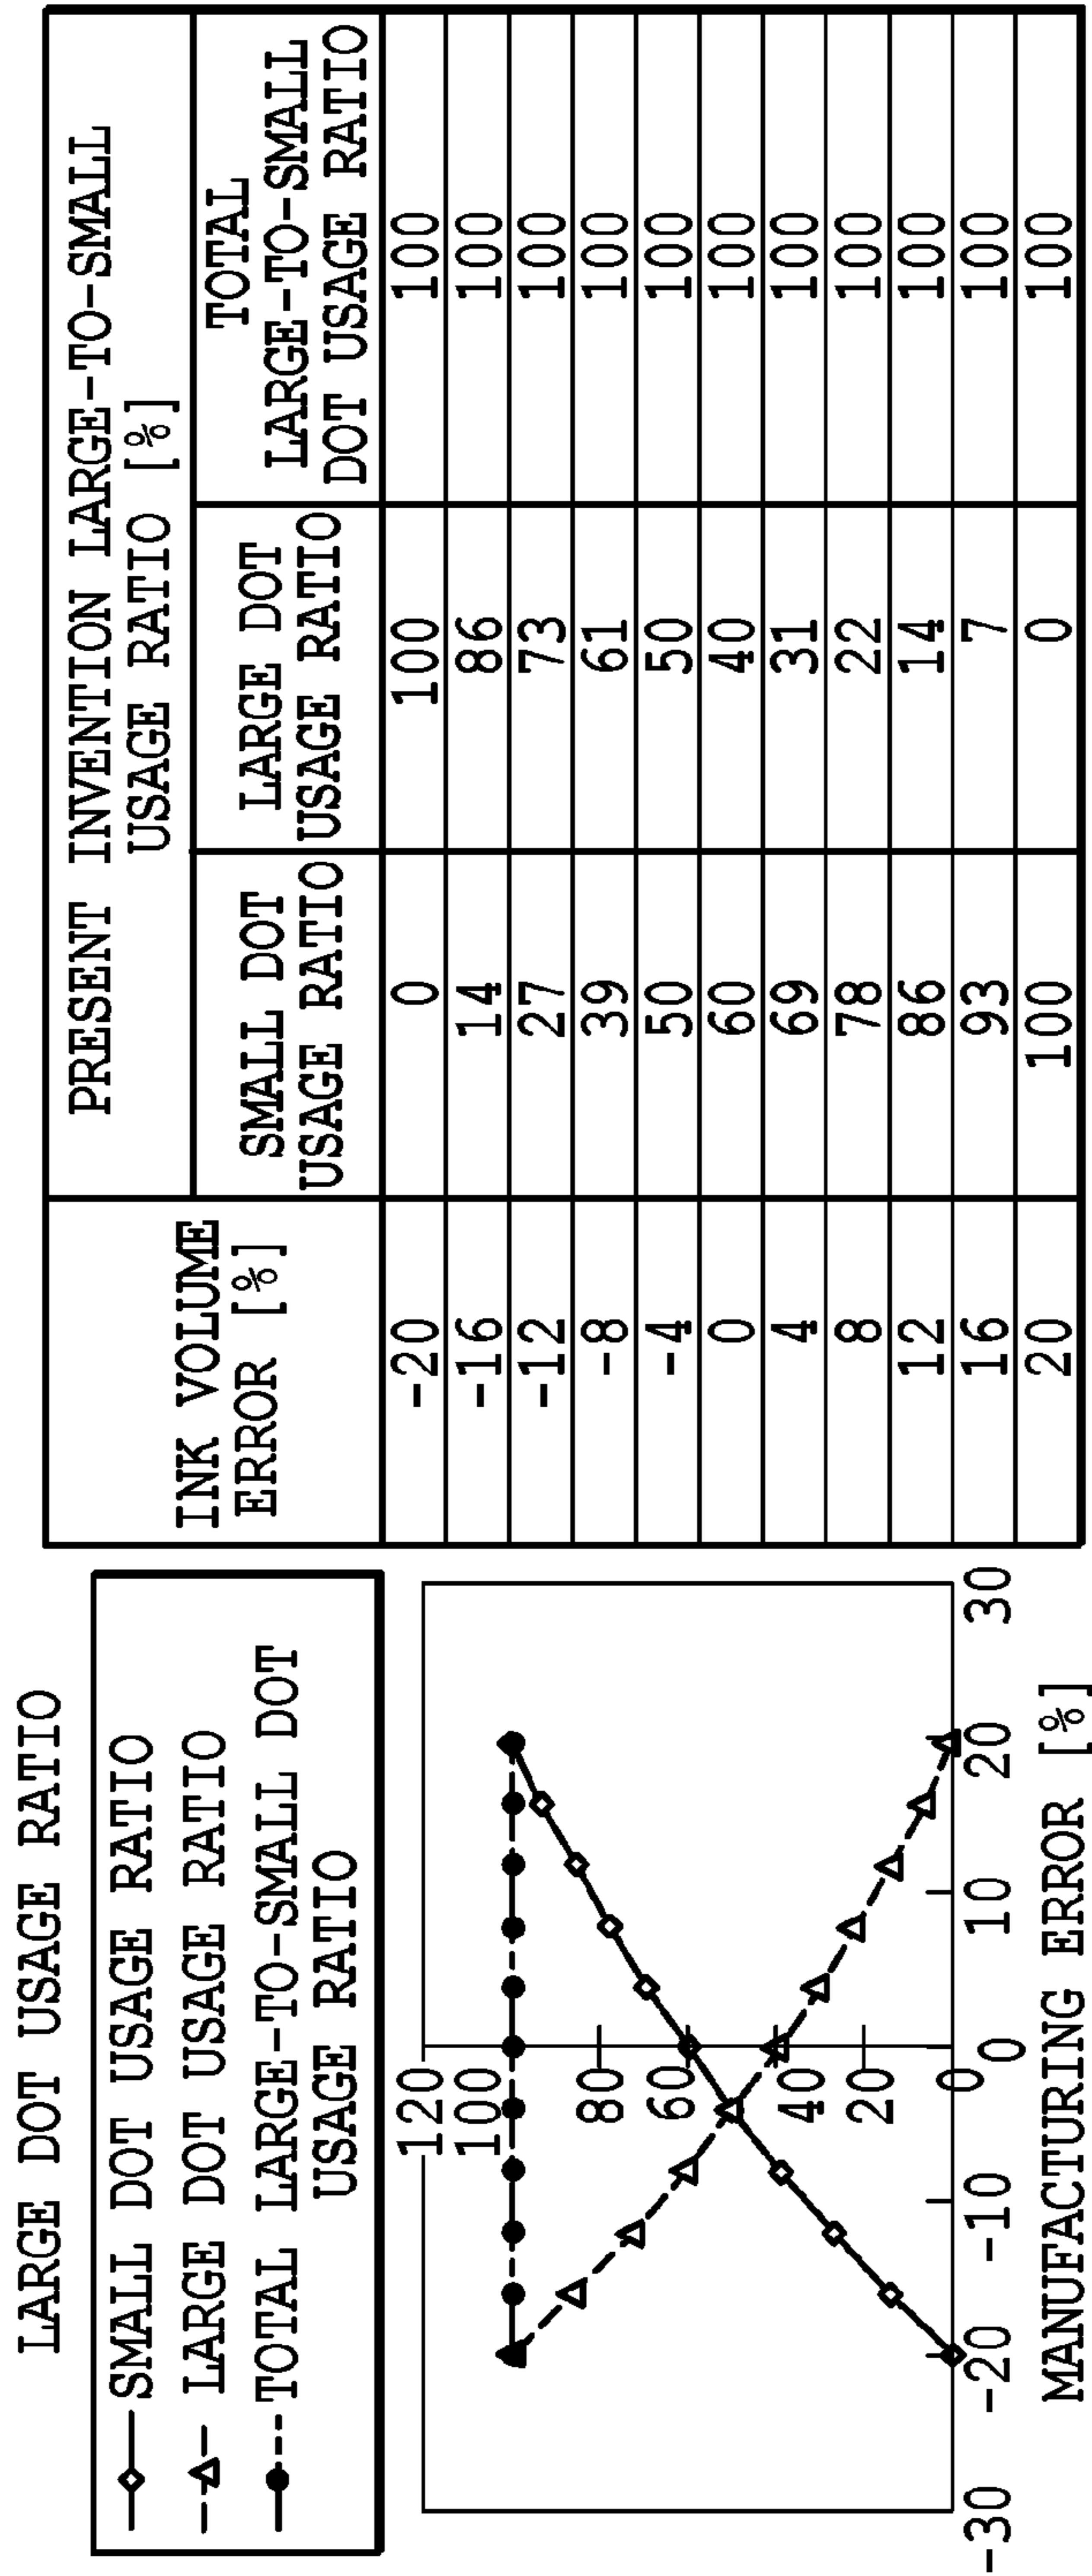 LARGE DOT USAGE RATIO
SMALL DOT USAGE RATIO
LARGE DOT USAGE RATIO
TOTAL LARGE-TO-SMALL DOT
USAGE RATIO
120
100
80
60
40
20
0
-30 -20 -10 0 10 20 30
MANUFACTURING ERROR [%]
INK VOLUME
ERROR [%]
PRESENT INVENTION LARGE-TO-SMALL
USAGE RATIO [%]
SMALL DOT
USAGE RATIO
LARGE DOT
USAGE RATIO
TOTAL
LARGE-TO-SMALL
DOT USAGE RATIO
-20 0 100 100
-16 14 86 100
-12 27 73 100
-8 39 61 100
-4 50 50 100
0 60 40 100
4 69 31 100
8 78 22 100
12 86 14 100
16 93 7 100
20 100 0 100